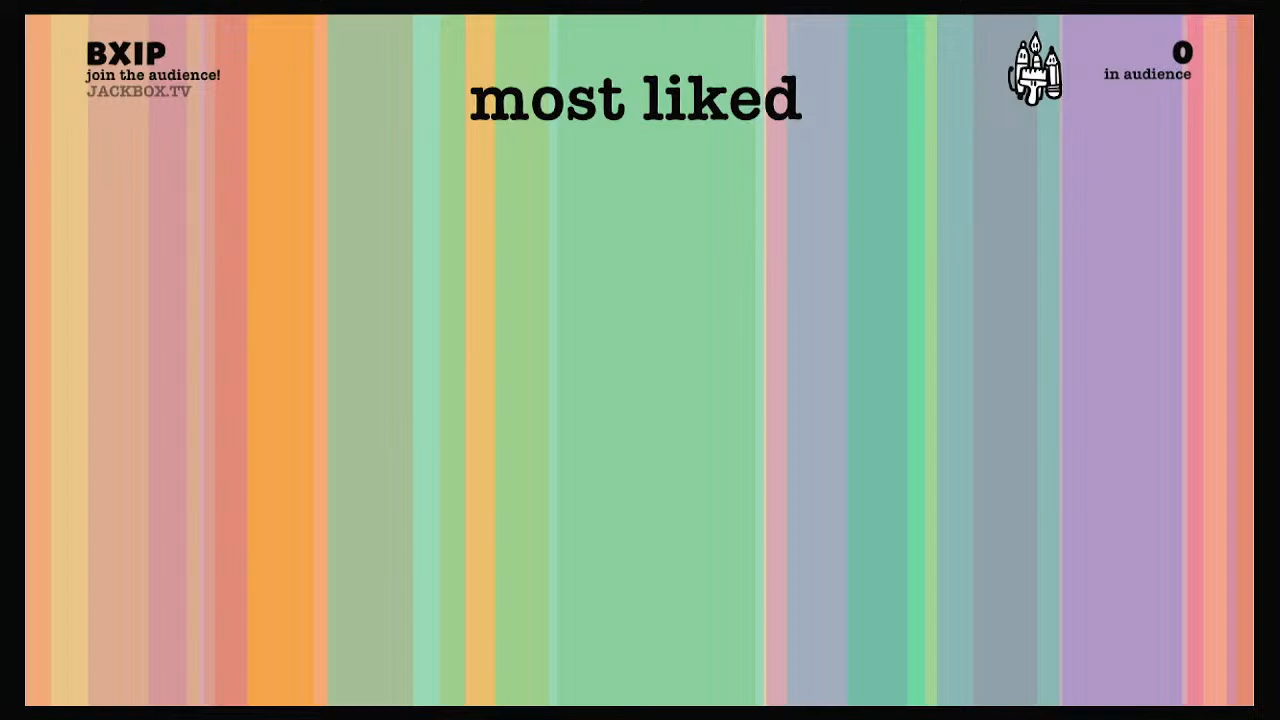 BXIP
join the audience!
JACKBOX.TV
most liked
0
in audience